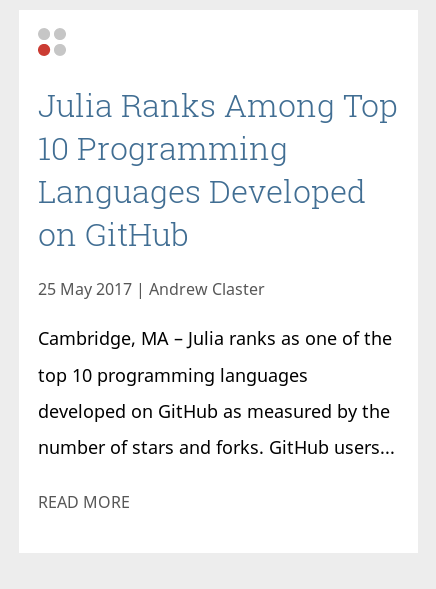 Julia Ranks Among Top
10 Programming
Languages Developed
on GitHub
25 May 2017 | Andrew Claster
Cambridge, MA – Julia ranks as one of the
top 10 programming languages
developed on GitHub as measured by the
number of stars and forks. GitHub users...
READ MORE